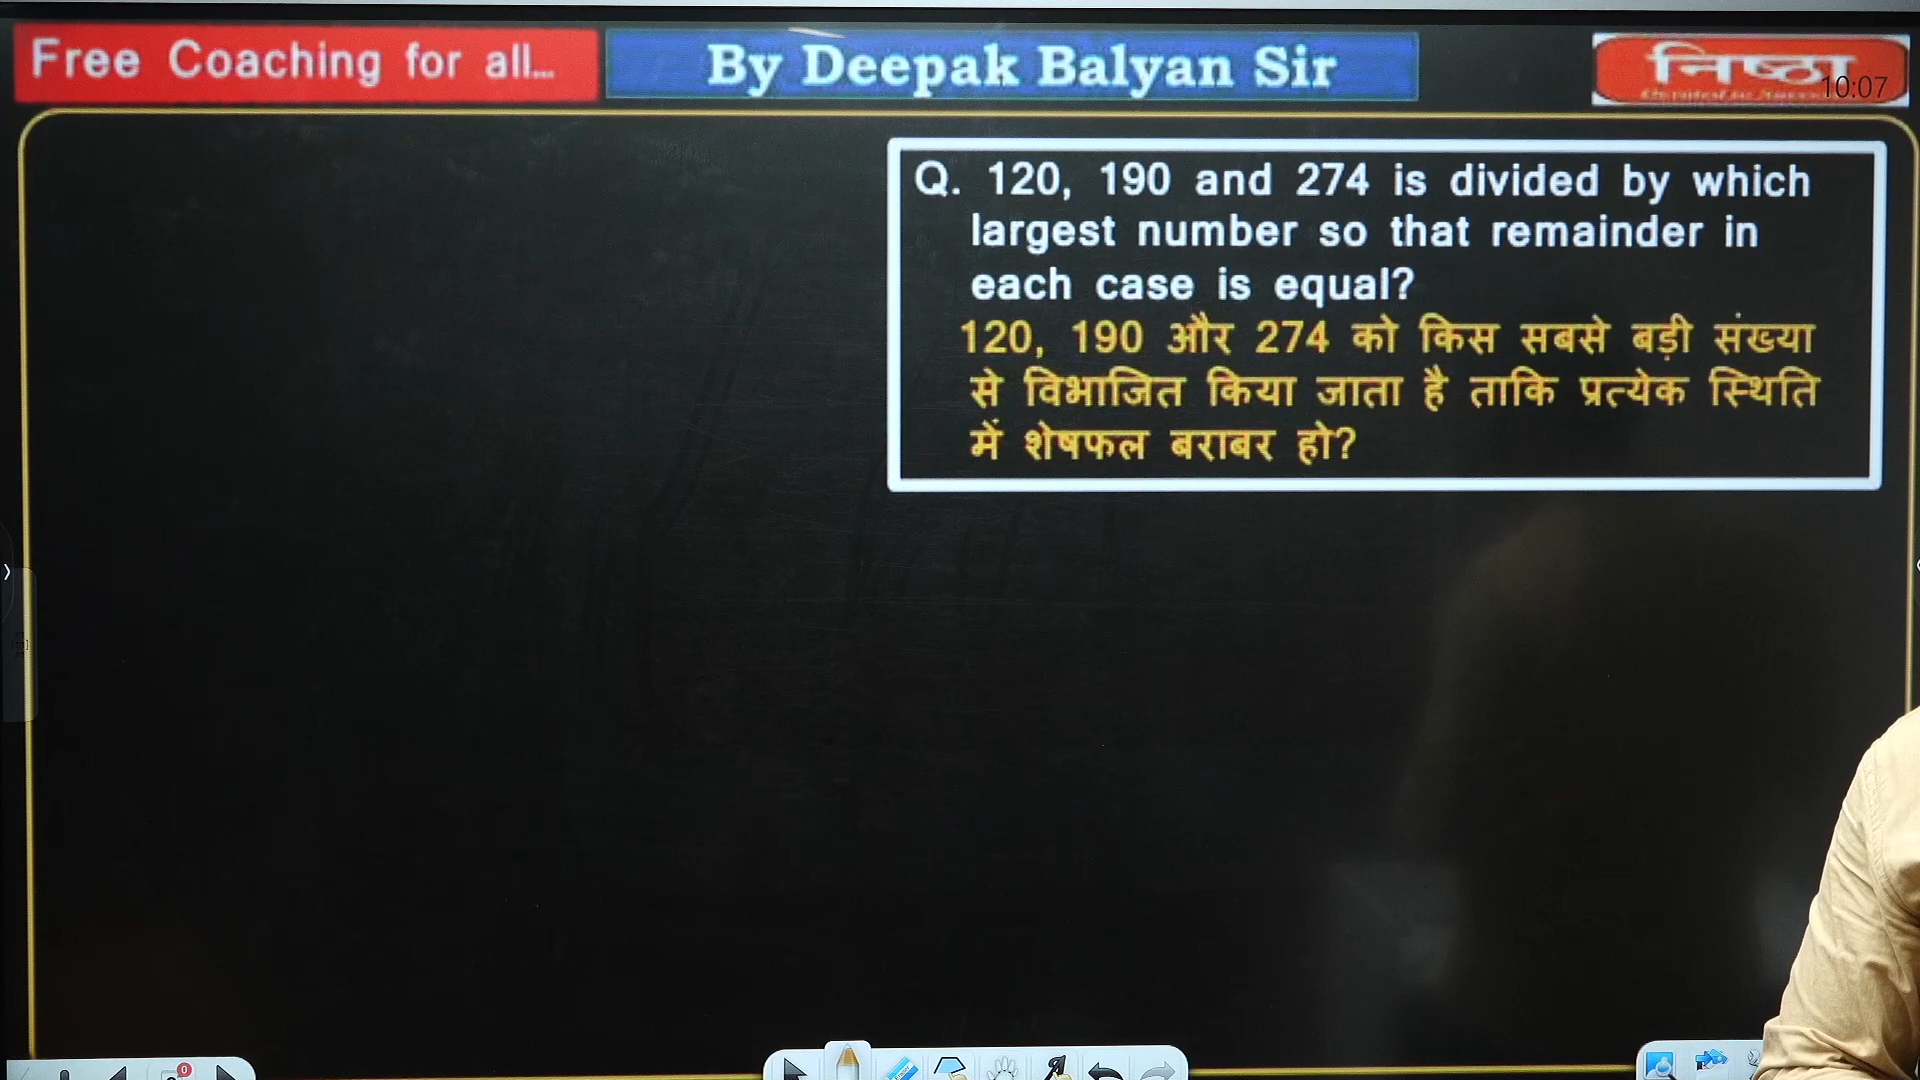 Free Coaching for all...
By Deepak Balyan Sir
निष्ठा
10:07
Q. 120, 190 and 274 is divided by which
largest number so that remainder in
each case is equal?
120, 190 और 274 को किस सबसे बड़ी संख्या
से विभाजित किया जाता है ताकि प्रत्येक स्थिति
में शेषफल बराबर हो?
0